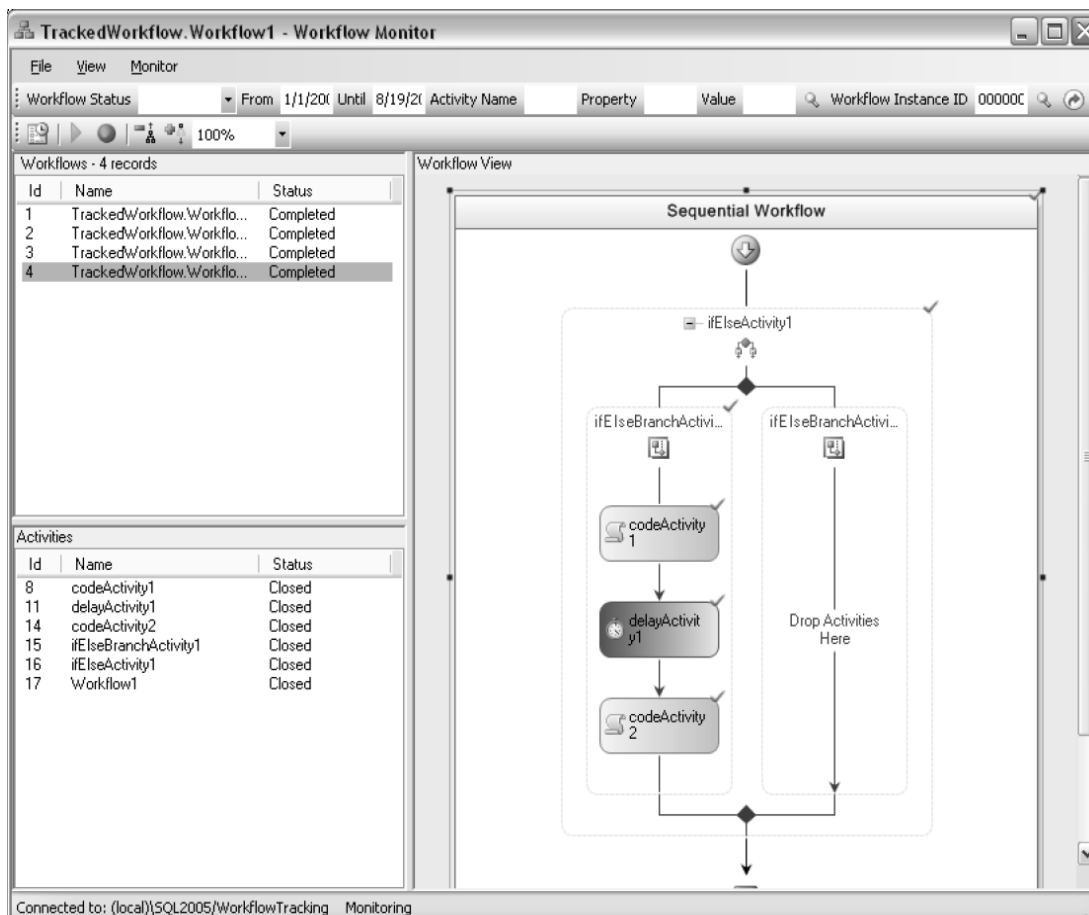 TrackedWorkflow.Workflow1 - Workflow Monitor
File View Monitor
Workflow Status From 1/1/20( Until 8/19/2( Activity Name Property Value Workflow Instance ID 00000C
100%
Workflows - 4 records
Id Name Status
1 TrackedWorkflow.Workflo... Completed
2 TrackedWorkflow.Workflo... Completed
3 TrackedWorkflow.Workflo... Completed
4 TrackedWorkflow.Workflo... Completed
Activities
Id Name Status
8 codeActivity1 Closed
11 delayActivity1 Closed
14 codeActivity2 Closed
15 ifElseBranchActivity1 Closed
16 ifElseActivity1 Closed
17 Workflow1 Closed
Workflow View
Sequential Workflow
ifElseActivity1
ifElseBranchActivi...
ifElseBranchActivi...
codeActivity
1
delayActivit
y1
codeActivity
2
Drop Activities
Here
Connected to: (local)\SQL2005/WorkflowTracking Monitoring